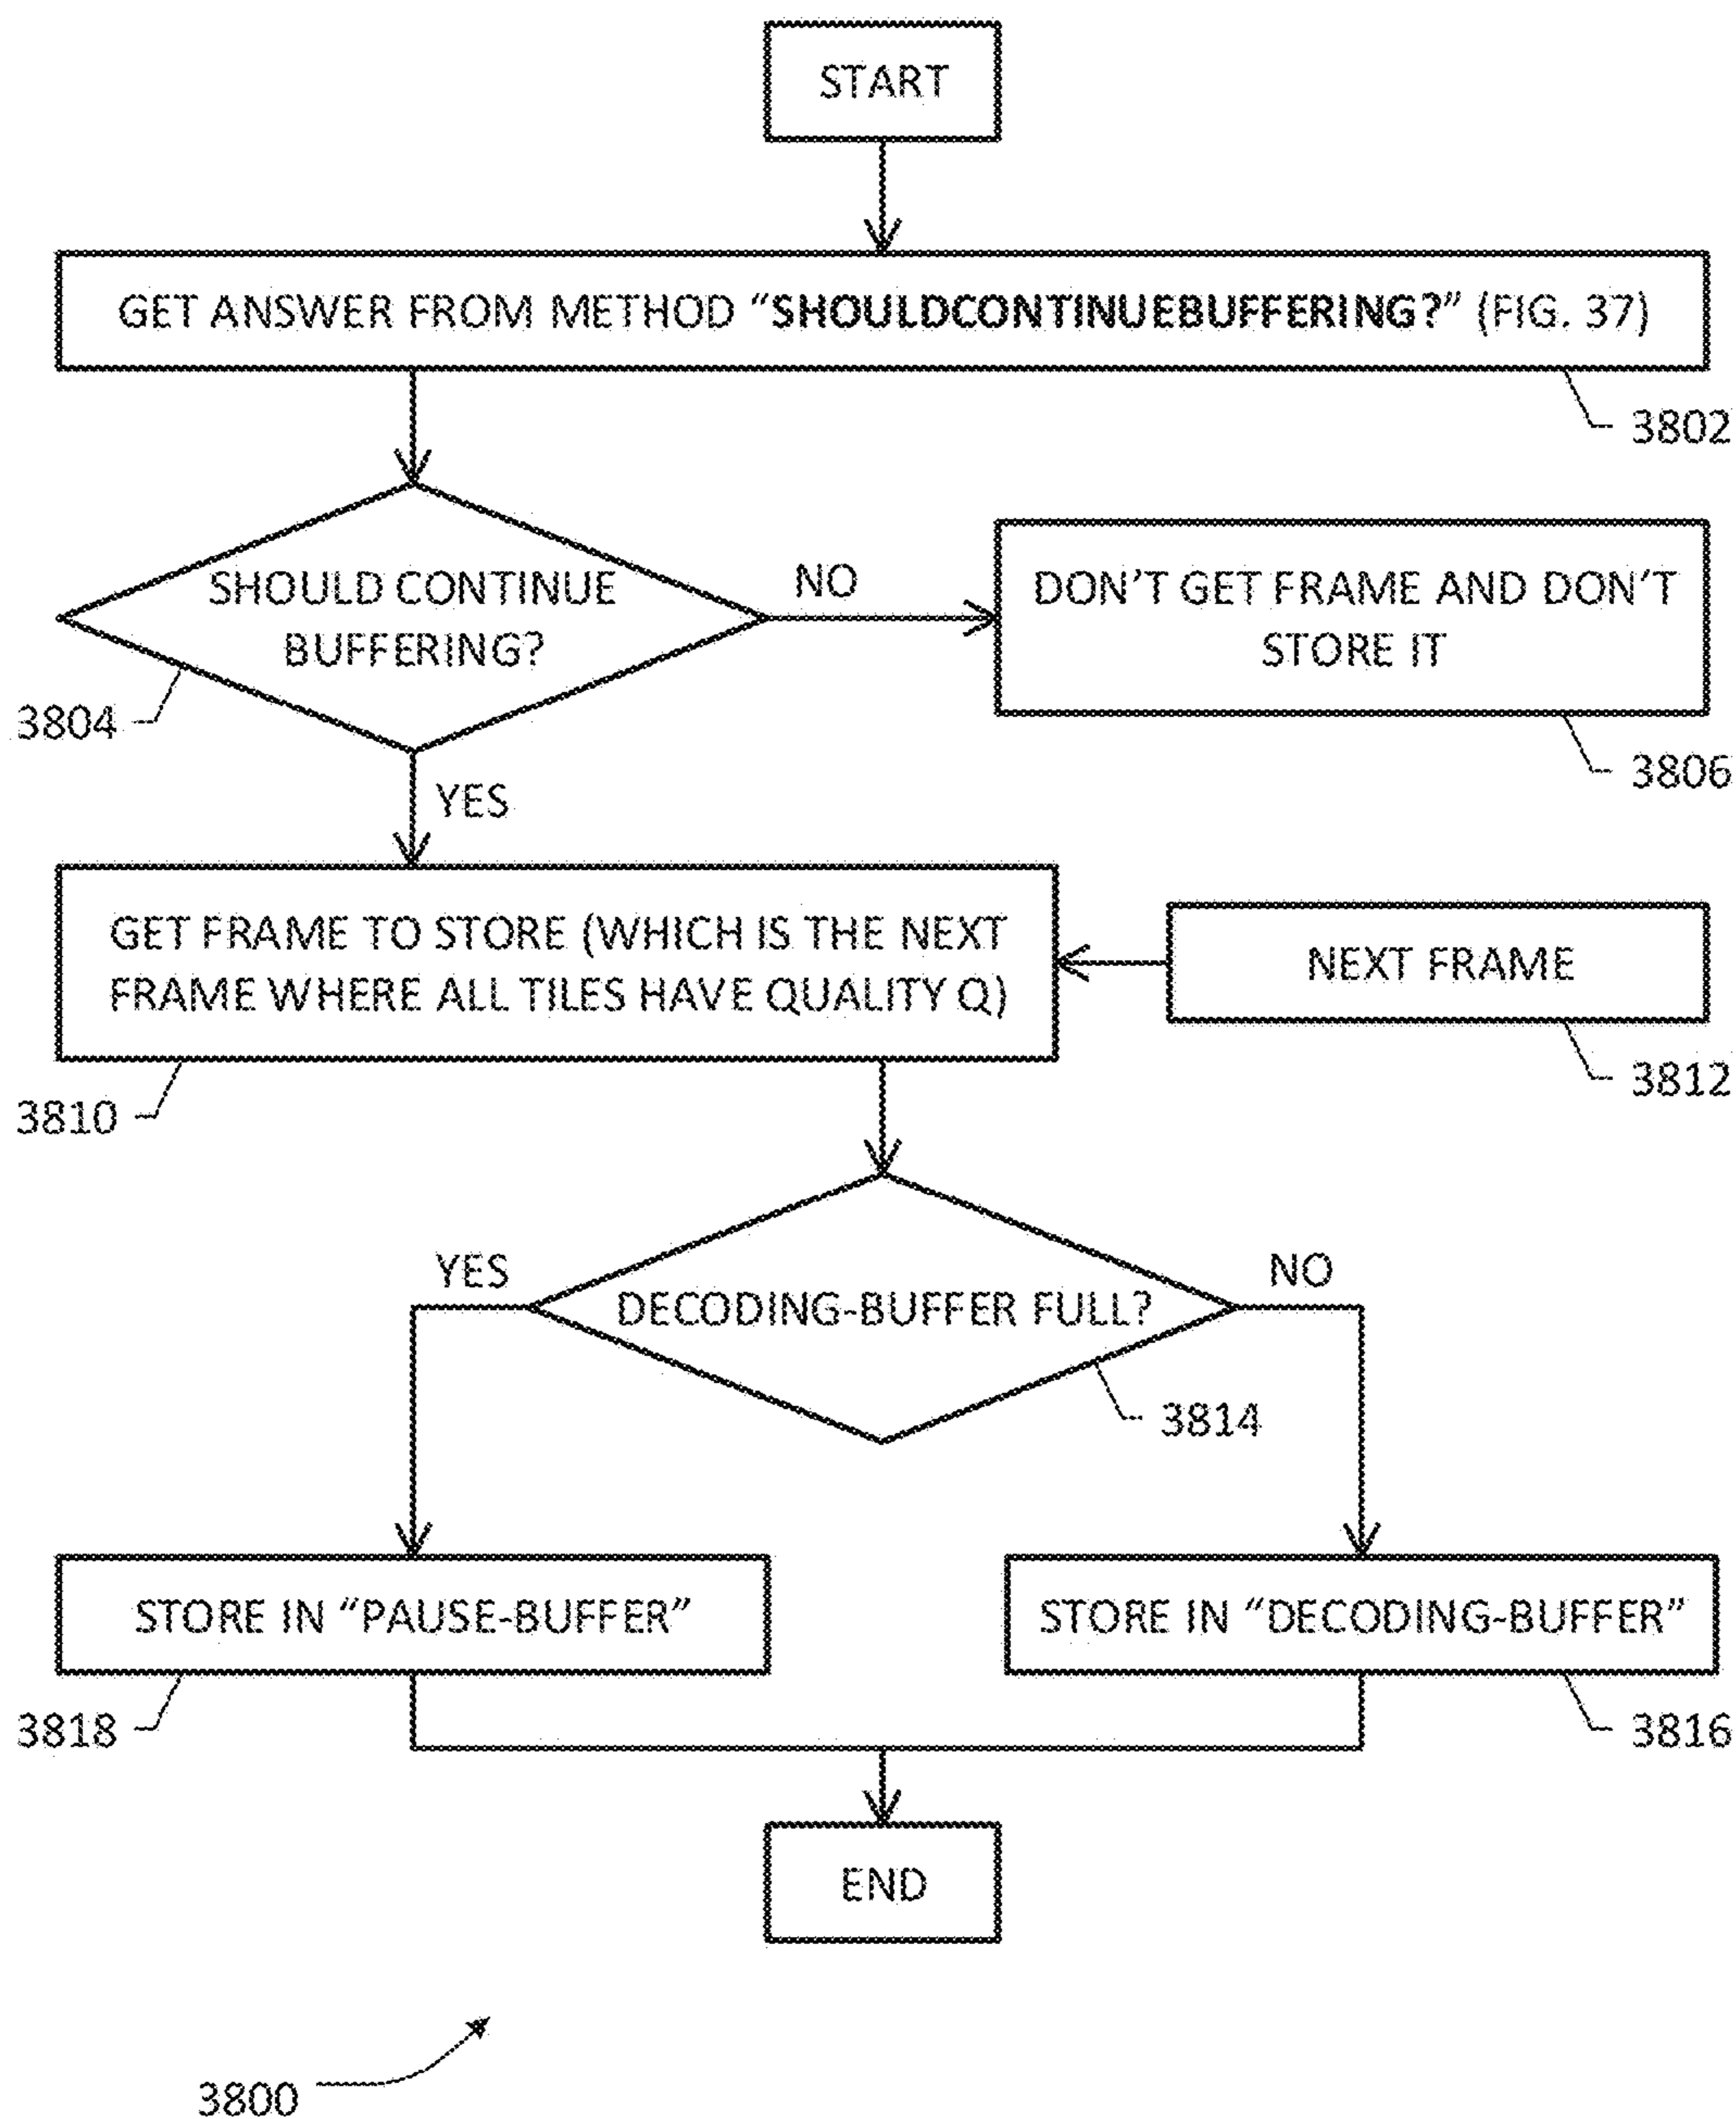 START
GET ANSWER FROM METHOD “SHOULDCONTINUEBUFFERING?” (FIG. 37)
3802
SHOULD CONTINUE
BUFFERING?
3804
NO
DON’T GET FRAME AND DON’T
STORE IT
3806
YES
GET FRAME TO STORE (WHICH IS THE NEXT
FRAME WHERE ALL TILES HAVE QUALITY Q)
3810
NEXT FRAME
3812
DECODING-BUFFER FULL?
3814
YES
NO
STORE IN “PAUSE-BUFFER”
3818
STORE IN “DECODING-BUFFER”
3816
END
3800